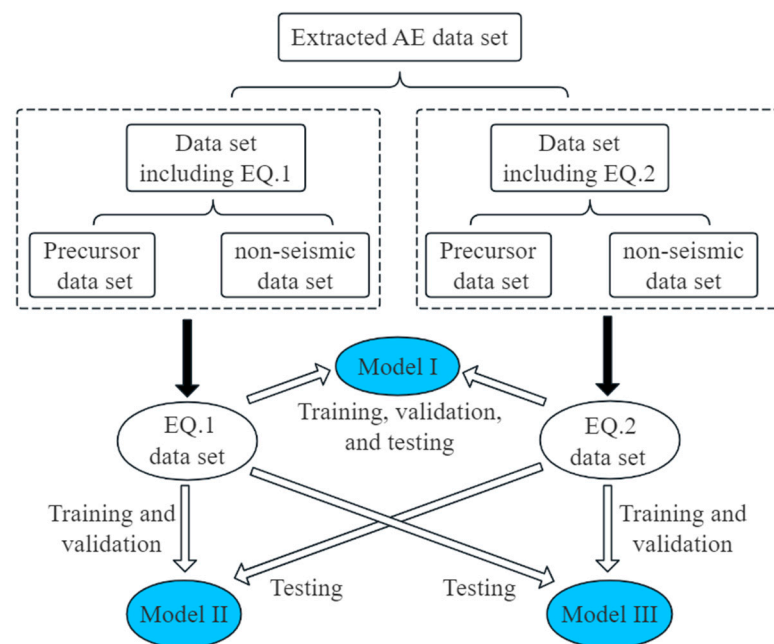 Extracted AE data set
Data set
including EQ.1
Data set
including EQ.2
Precursor
data set
non-seismic
data set
Precursor
data set
non-seismic
data set
Model I
Training, validation,
and testing
EQ.1
data set
EQ.2
data set
Training and
validation
Training and
validation
Testing
Testing
Model II
Model III